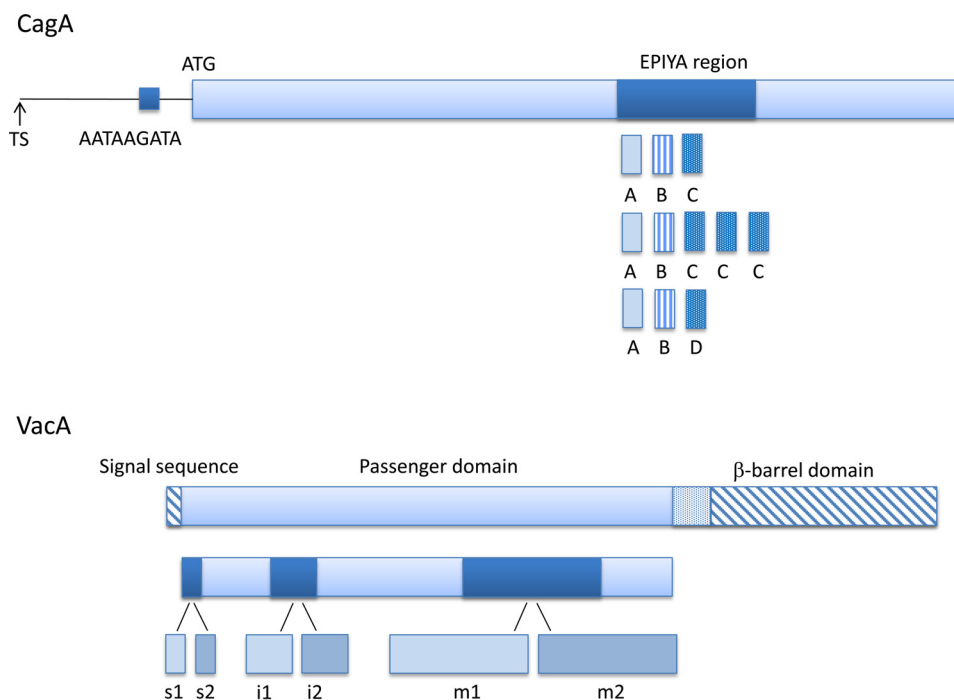 CagA
ATG
EPIYA region
TS
AATAAGATA
A B C
A B C C C
A B D
VacA
Signal sequence
Passenger domain
β-barrel domain
s1 s2 i1 i2 m1 m2